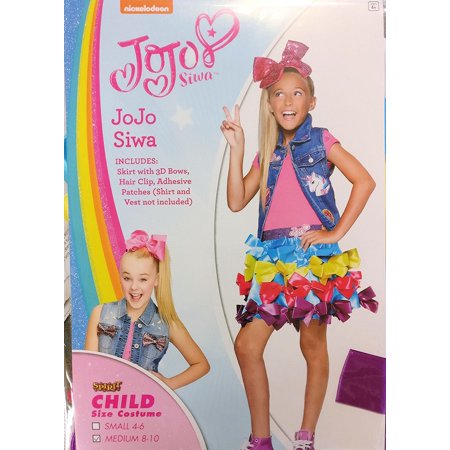 nickelodeon
JoJo
Siwa™
JoJo
Siwa
INCLUDES:
Skirt with 3D Bows,
Hair Clip, Adhesive
Patches (Shirt and
Vest not included)
Spirit
CHILD
Size Costume
SMALL 4-6
MEDIUM 8-10